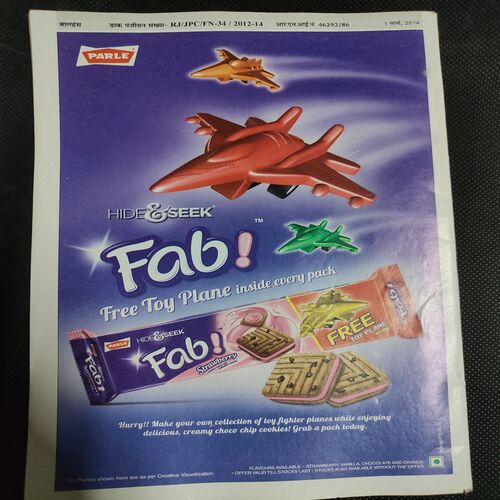 बालहंस डाक पंजीयन संख्या- RJ/JPC/FN-34 / 2012-14 आर.एन.आई.नं. 46292/86 1 मार्च, 2014
PARLE
HIDE & SEEK
Fab! ™
Free Toy Plane inside every pack
PARLE
HIDE & SEEK
Fab!
Strawberry
FREE
TOY PLANE
Fab!
Fab!
Hurry!! Make your own collection of toy fighter planes while enjoying
delicious, creamy choco chip cookies! Grab a pack today.
FLAVOURS AVAILABLE - STRAWBERRY, VANILLA, CHOCOLATE AND ORANGE.
Toy Planes shown here are as per Creative Visualization. • OFFER VALID TILL STOCKS LAST • STOCKS ALSO AVAILABLE WITHOUT THE OFFER.